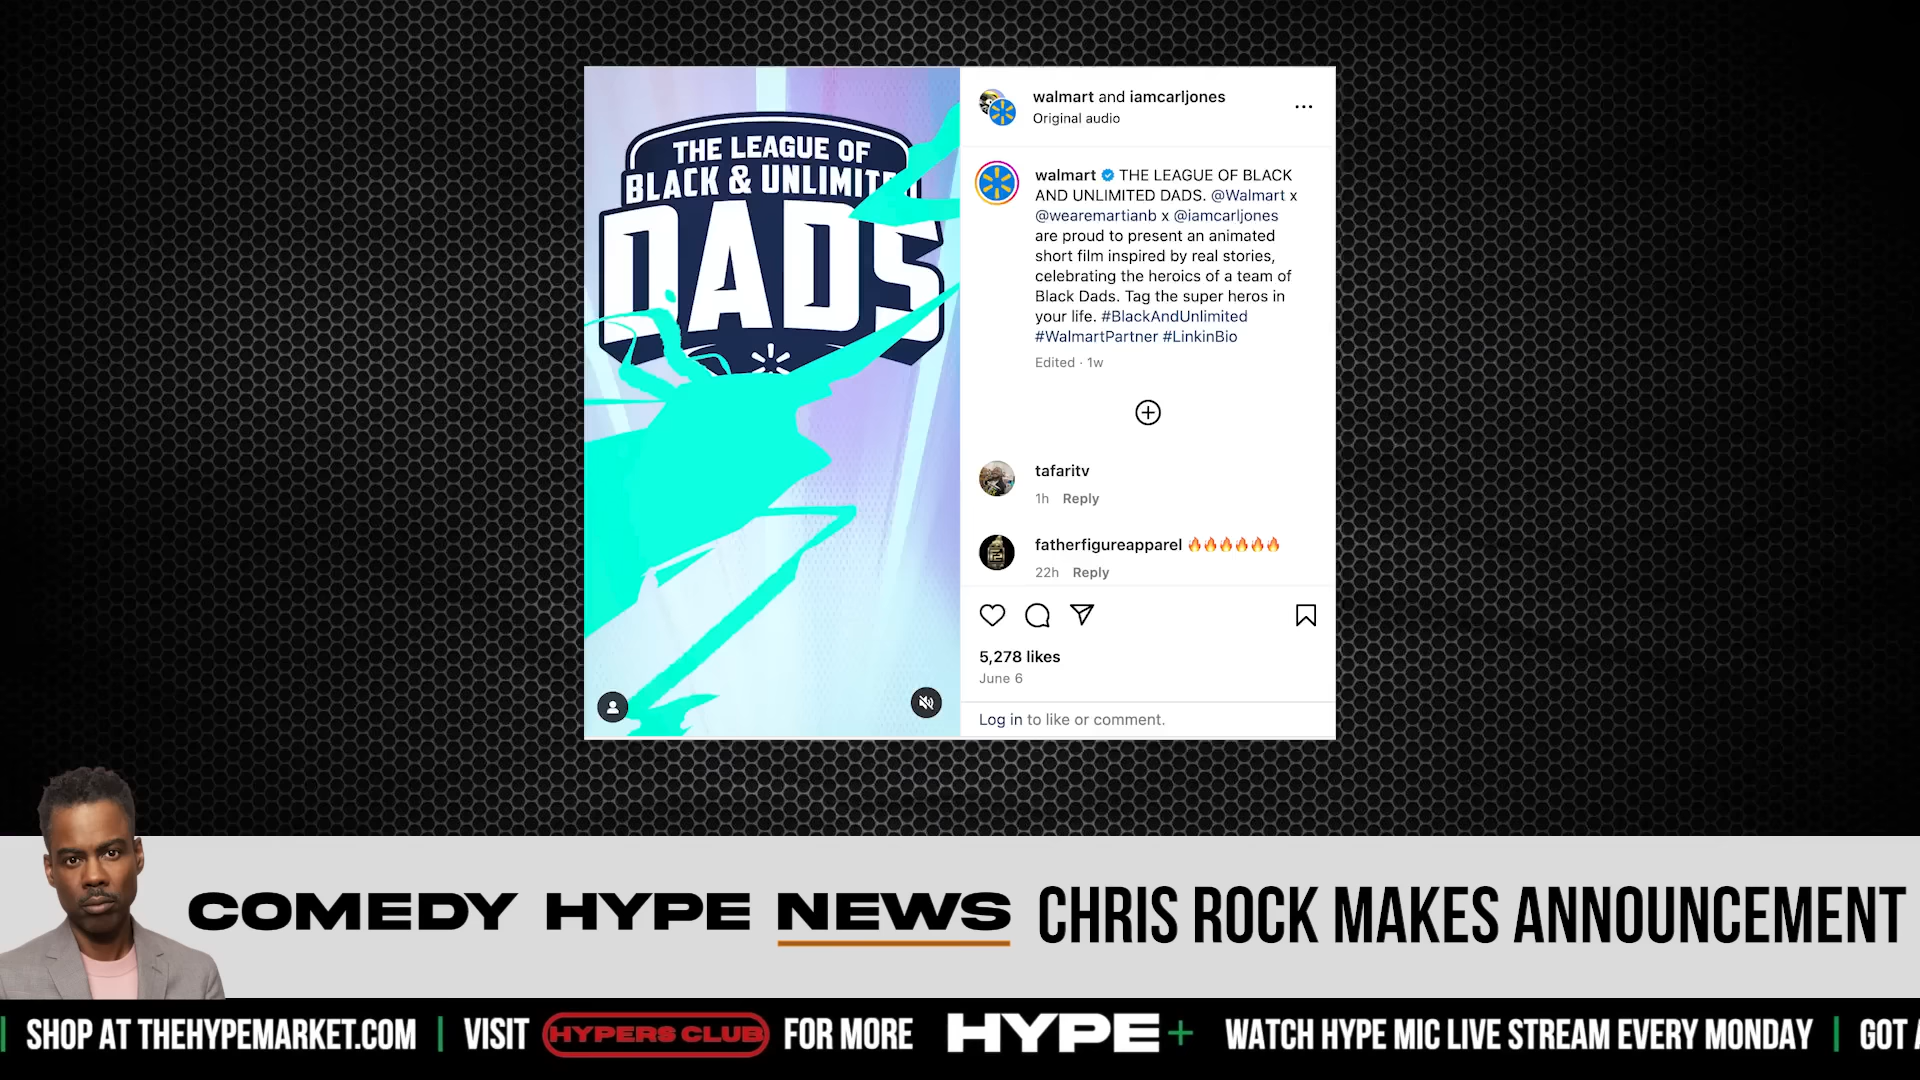 THE LEAGUE OF
BLACK & UNLIMITE
DADS
walmart and iamcarljones
Original audio
walmart THE LEAGUE OF BLACK
AND UNLIMITED DADS. @Walmart x
@wearemartianb x @iamcarljones
are proud to present an animated
short film inspired by real stories,
celebrating the heroics of a team of
Black Dads. Tag the super heros in
your life. #BlackAndUnlimited
#WalmartPartner #LinkinBio
Edited · 1w
tafaritv
1h Reply
fatherfigureapparel 🔥🔥🔥🔥🔥🔥
22h Reply
5,278 likes
June 6
Log in to like or comment.
COMEDY HYPE NEWS CHRIS ROCK MAKES ANNOUNCEMENT
| SHOP AT THEHYPEMARKET.COM | VISIT HYPERS CLUB FOR MORE HYPE+ WATCH HYPE MIC LIVE STREAM EVERY MONDAY | GOT